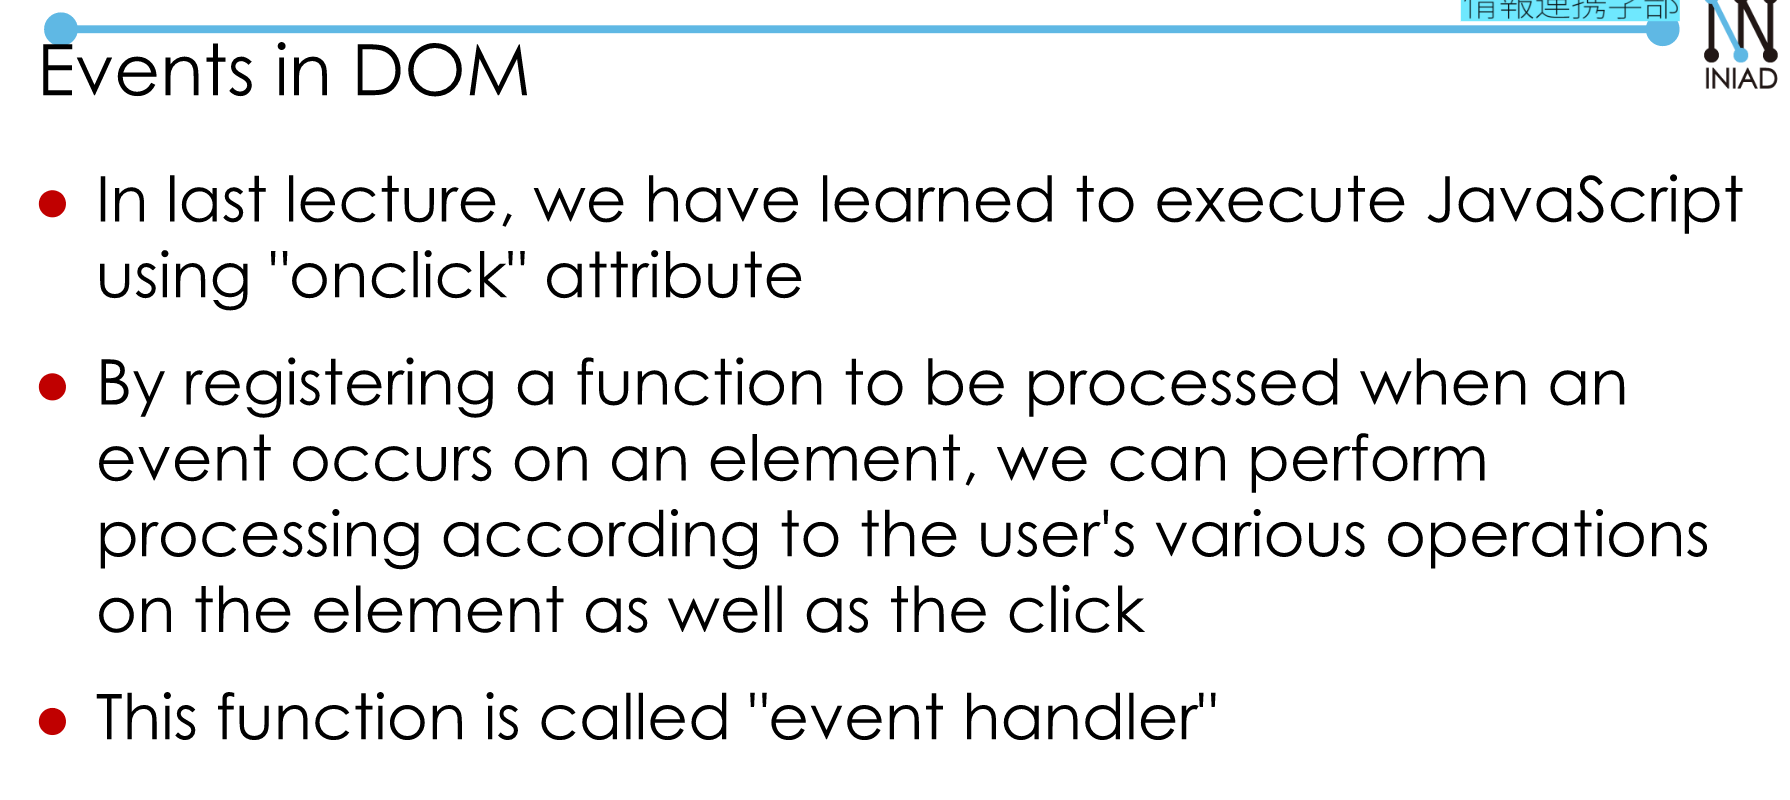 情報連携学部
INIAD
Events in DOM
In last lecture, we have learned to execute JavaScript
using "onclick" attribute
By registering a function to be processed when an
event occurs on an element, we can perform
processing according to the user's various operations
on the element as well as the click
This function is called "event handler"